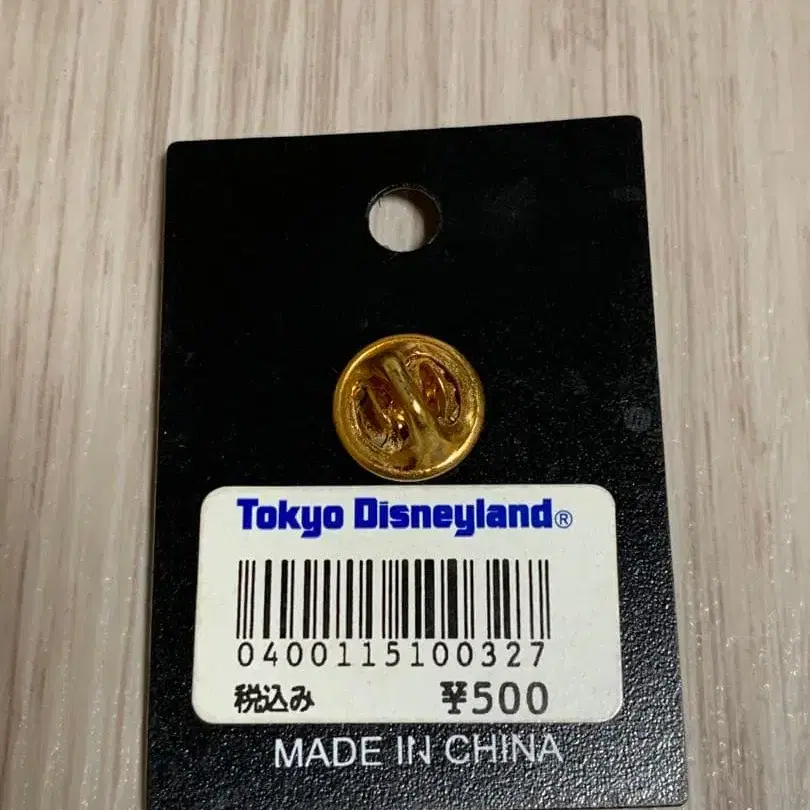 Tokyo Disneyland®
0400115100327
税込み ¥500
MADE IN CHINA